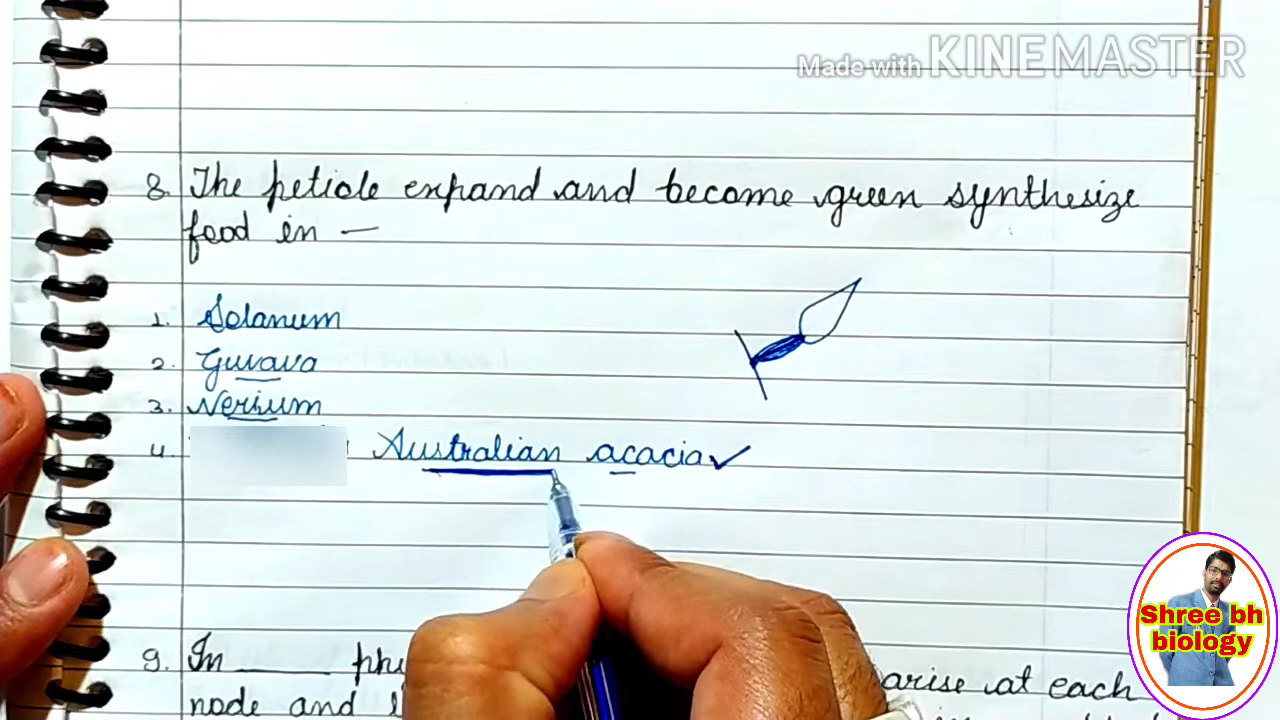 Made with KINEMASTER
8. The petiole expand and become green synthesize
food in —
1. Solanum
2. Guvava
3. Nerium
4. Australian acacia ✓
9. In ____ arise at each
node and
Shree bh
biology